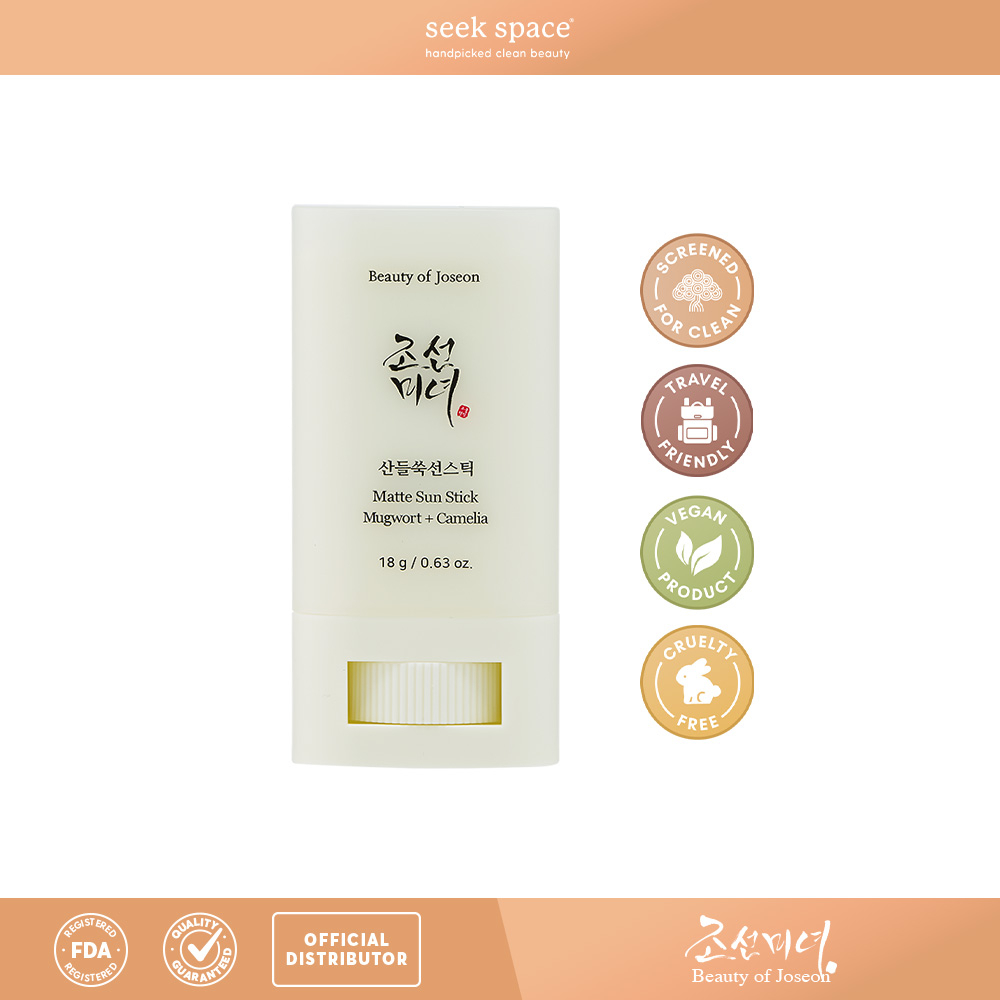 seek space®
handpicked clean beauty
Beauty of Joseon
조선
미녀
산들쑥선스틱
Matte Sun Stick
Mugwort + Camelia
18 g / 0.63 oz.
SCREENED
FOR CLEAN
TRAVEL
FRIENDLY
VEGAN
PRODUCT
CRUELTY
FREE
REGISTERED
FDA
REGISTERED
QUALITY
GUARANTEED
OFFICIAL
DISTRIBUTOR
조선미녀
Beauty of Joseon